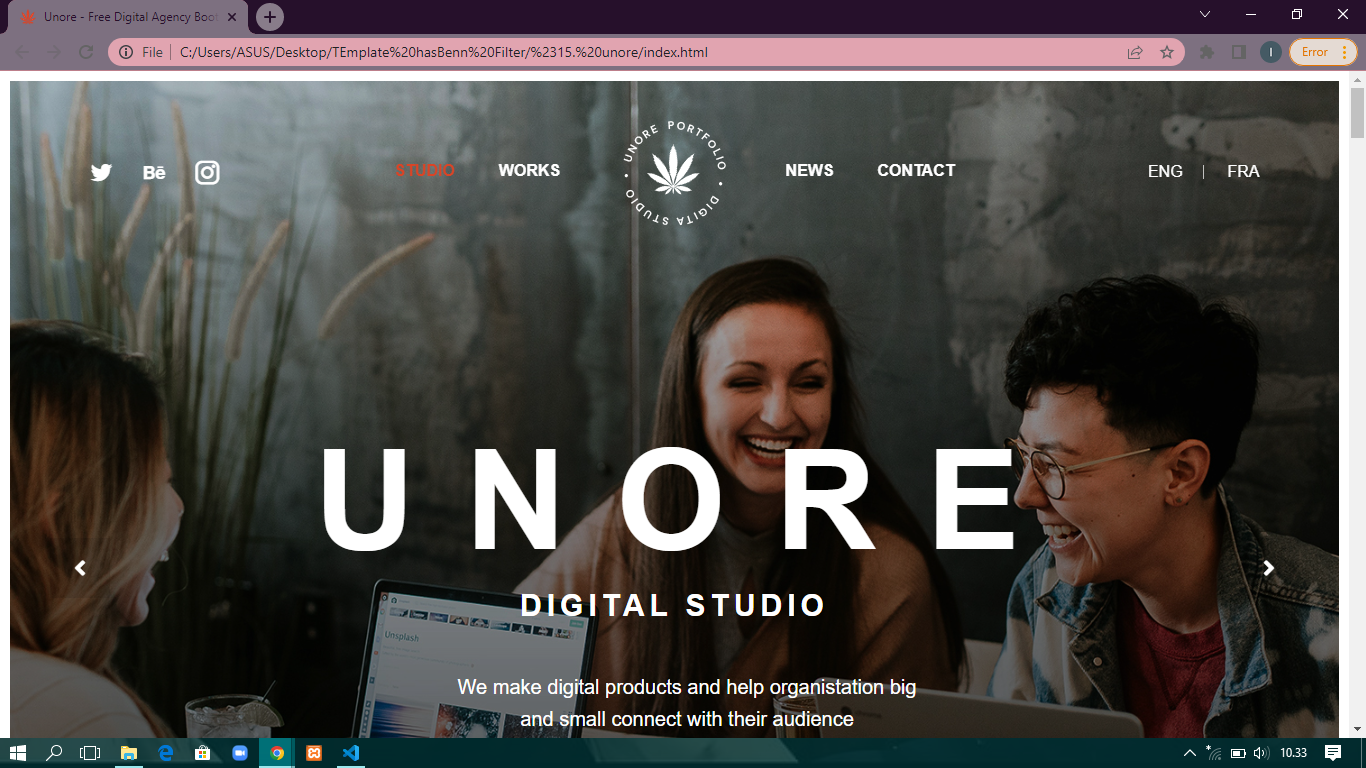 Unore - Free Digital Agency Boot
File
C:/Users/ASUS/Desktop/TEmplate%20hasBenn%20Filter/%2315.%20unore/index.html
I
Error
Bē
STUDIO
WORKS
UNORE PORTFOLIO • DIGITA STUDIO •
NEWS
CONTACT
ENG | FRA
UNORE
DIGITAL STUDIO
Unsplash
We make digital products and help organistation big
and small connect with their audience
10.33